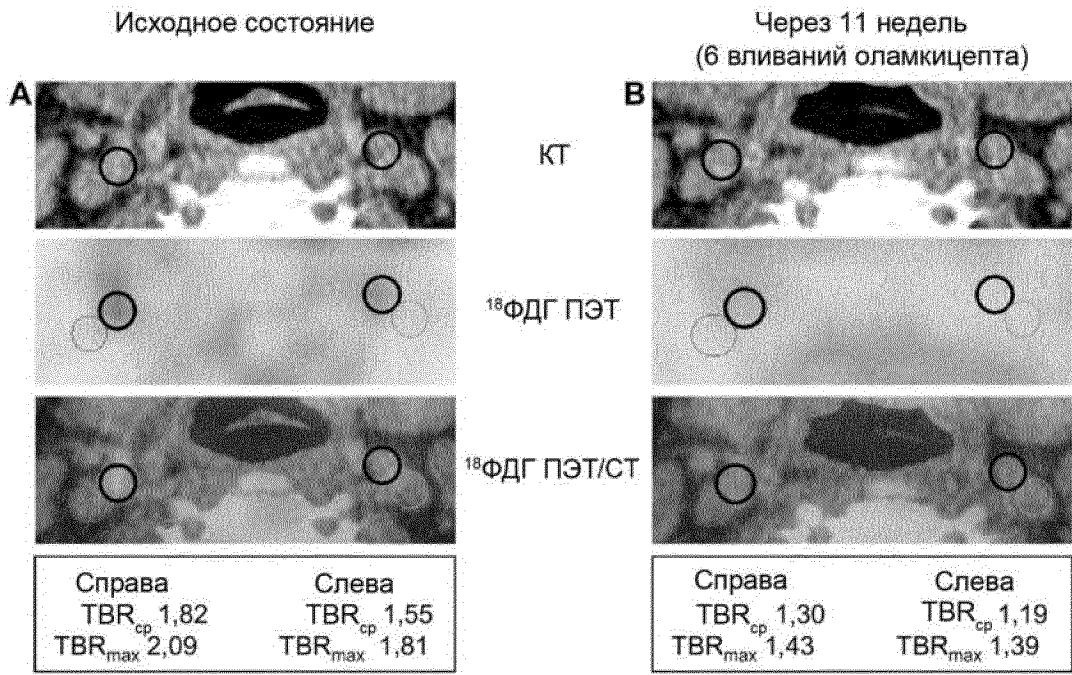 Исходное состояние
Через 11 недель
(6 вливаний оламкицепта)
A
B
КТ
¹⁸ФДГ ПЭТ
¹⁸ФДГ ПЭТ/СТ
Справа Слева
TBRср 1,82 TBRср 1,55
TBRmax 2,09 TBRmax 1,81
Справа Слева
TBRср 1,30 TBRср 1,19
TBRmax 1,43 TBRmax 1,39